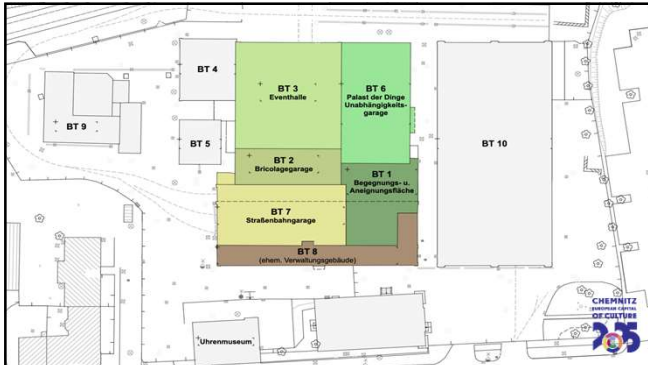 BT 4
BT 3
Eventhalle
BT 6
Palast der Dinge
Unabhängigkeits-
garage
BT 9
BT 5
BT 10
BT 2
Bricolagegarage
BT 1
Begegnungs- u.
Aneignungsfläche
BT 7
Straßenbahngarage
BT 8
(ehem. Verwaltungsgebäude)
Uhrenmuseum
CHEMNITZ
EUROPEAN CAPITAL
OF CULTURE
2025